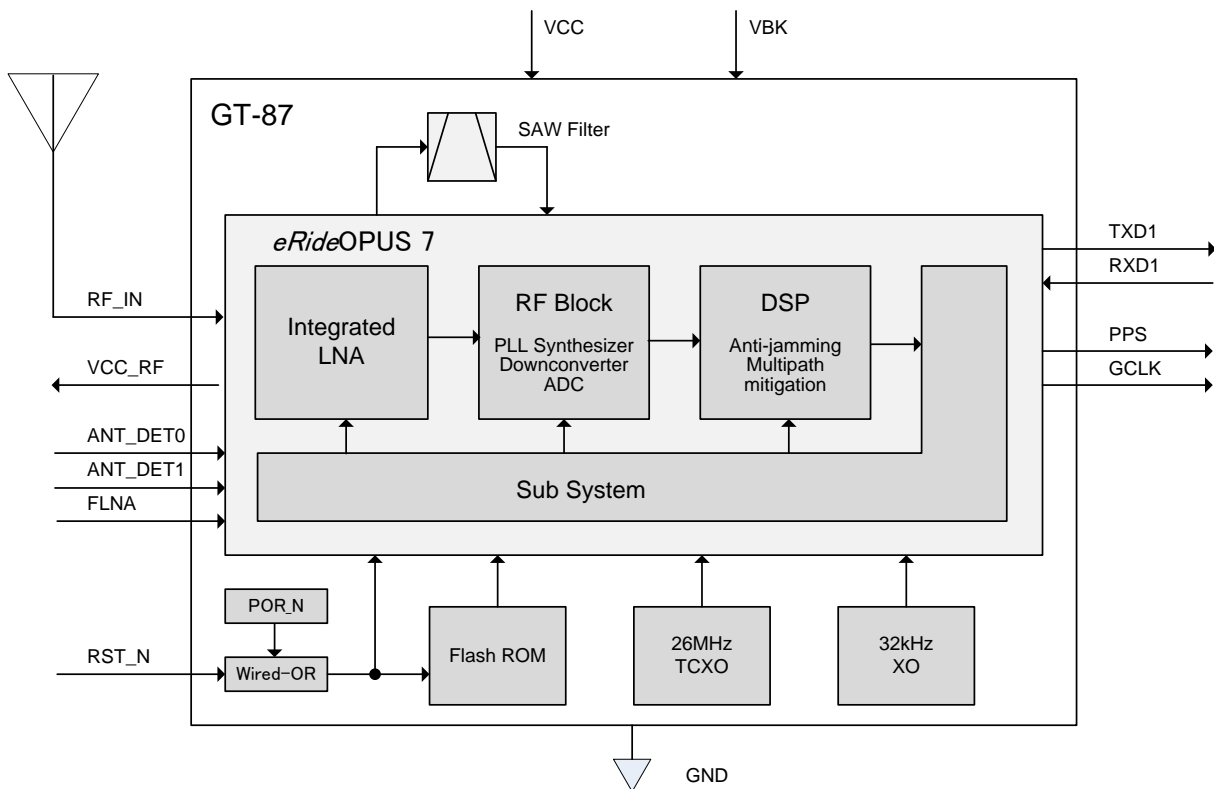 VCC
VBK
GT-87
SAW Filter
eRideOPUS 7
TXD1
RXD1
RF_IN
Integrated
LNA
RF Block
PLL Synthesizer
Downconverter
ADC
DSP
Anti-jamming
Multipath
mitigation
PPS
GCLK
VCC_RF
ANT_DET0
ANT_DET1
FLNA
Sub System
POR_N
RST_N
Wired-OR
Flash ROM
26MHz
TCXO
32kHz
XO
GND